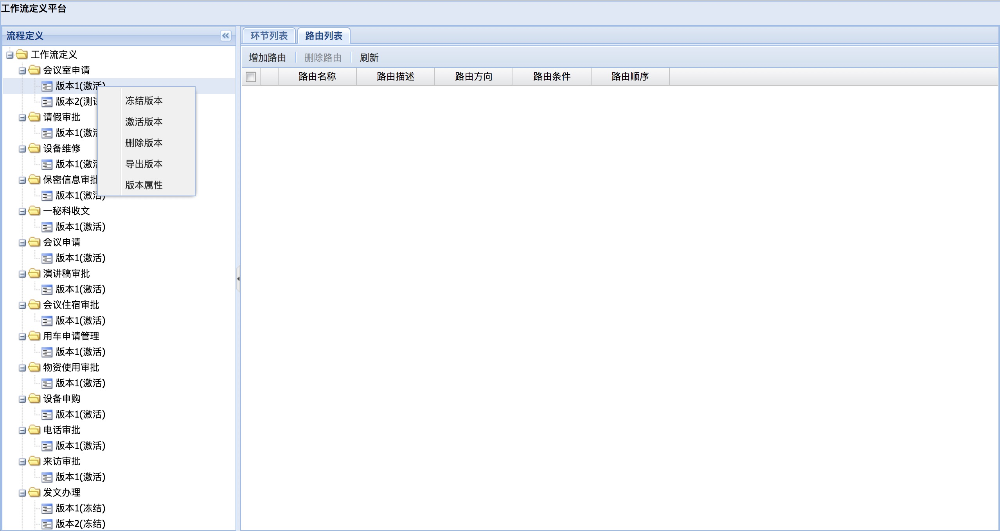 工作流定义平台
流程定义
工作流定义
会议室申请
版本1(激活)
版本2(测
请假审批
版本1(激
设备维修
版本1(激
保密信息审批
版本1(激活)
一秘科收文
版本1(激活)
会议申请
版本1(激活)
演讲稿审批
版本1(激活)
会议住宿审批
版本1(激活)
用车申请管理
版本1(激活)
物资使用审批
版本1(激活)
设备申购
版本1(激活)
电话审批
版本1(激活)
来访审批
版本1(激活)
发文办理
版本1(冻结)
版本2(冻结)
冻结版本
激活版本
删除版本
导出版本
版本属性
环节列表 路由列表
增加路由 删除路由 刷新
路由名称 路由描述 路由方向 路由条件 路由顺序